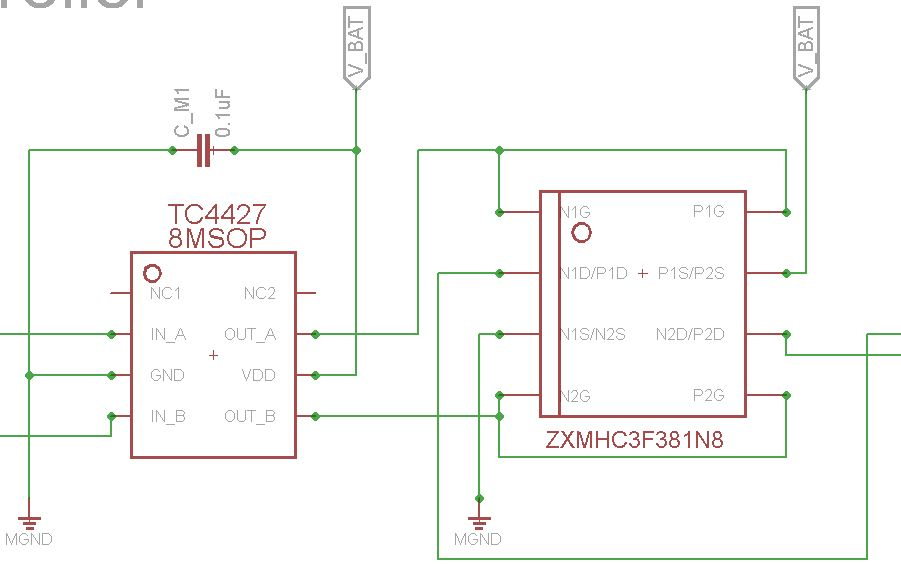 V_BAT
V_BAT
C_M1
0.1uF
TC4427
8MSOP
NC1
NC2
IN_A
OUT_A
GND
VDD
IN_B
OUT_B
MGND
N1G
P1G
N1D/P1D
P1S/P2S
N1S/N2S
N2D/P2D
N2G
P2G
ZXMHC3F381N8
MGND